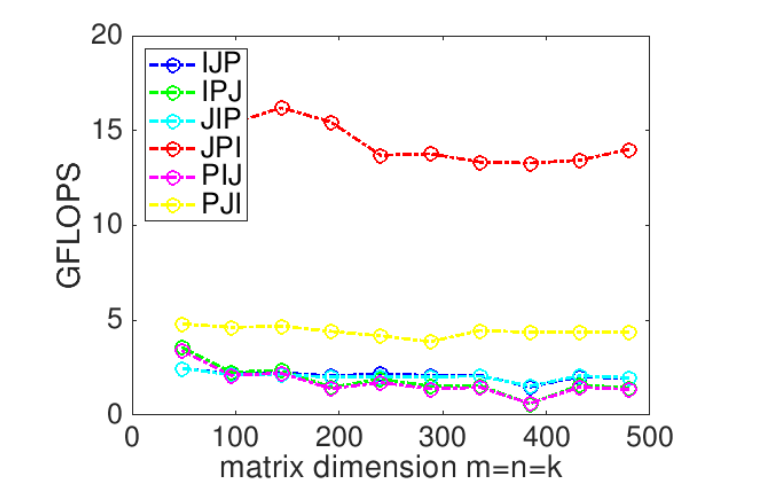 20
15
10
5
0
GFLOPS
IJP
IPJ
JIP
JPI
PIJ
PJI
0 100 200 300 400 500
matrix dimension m=n=k